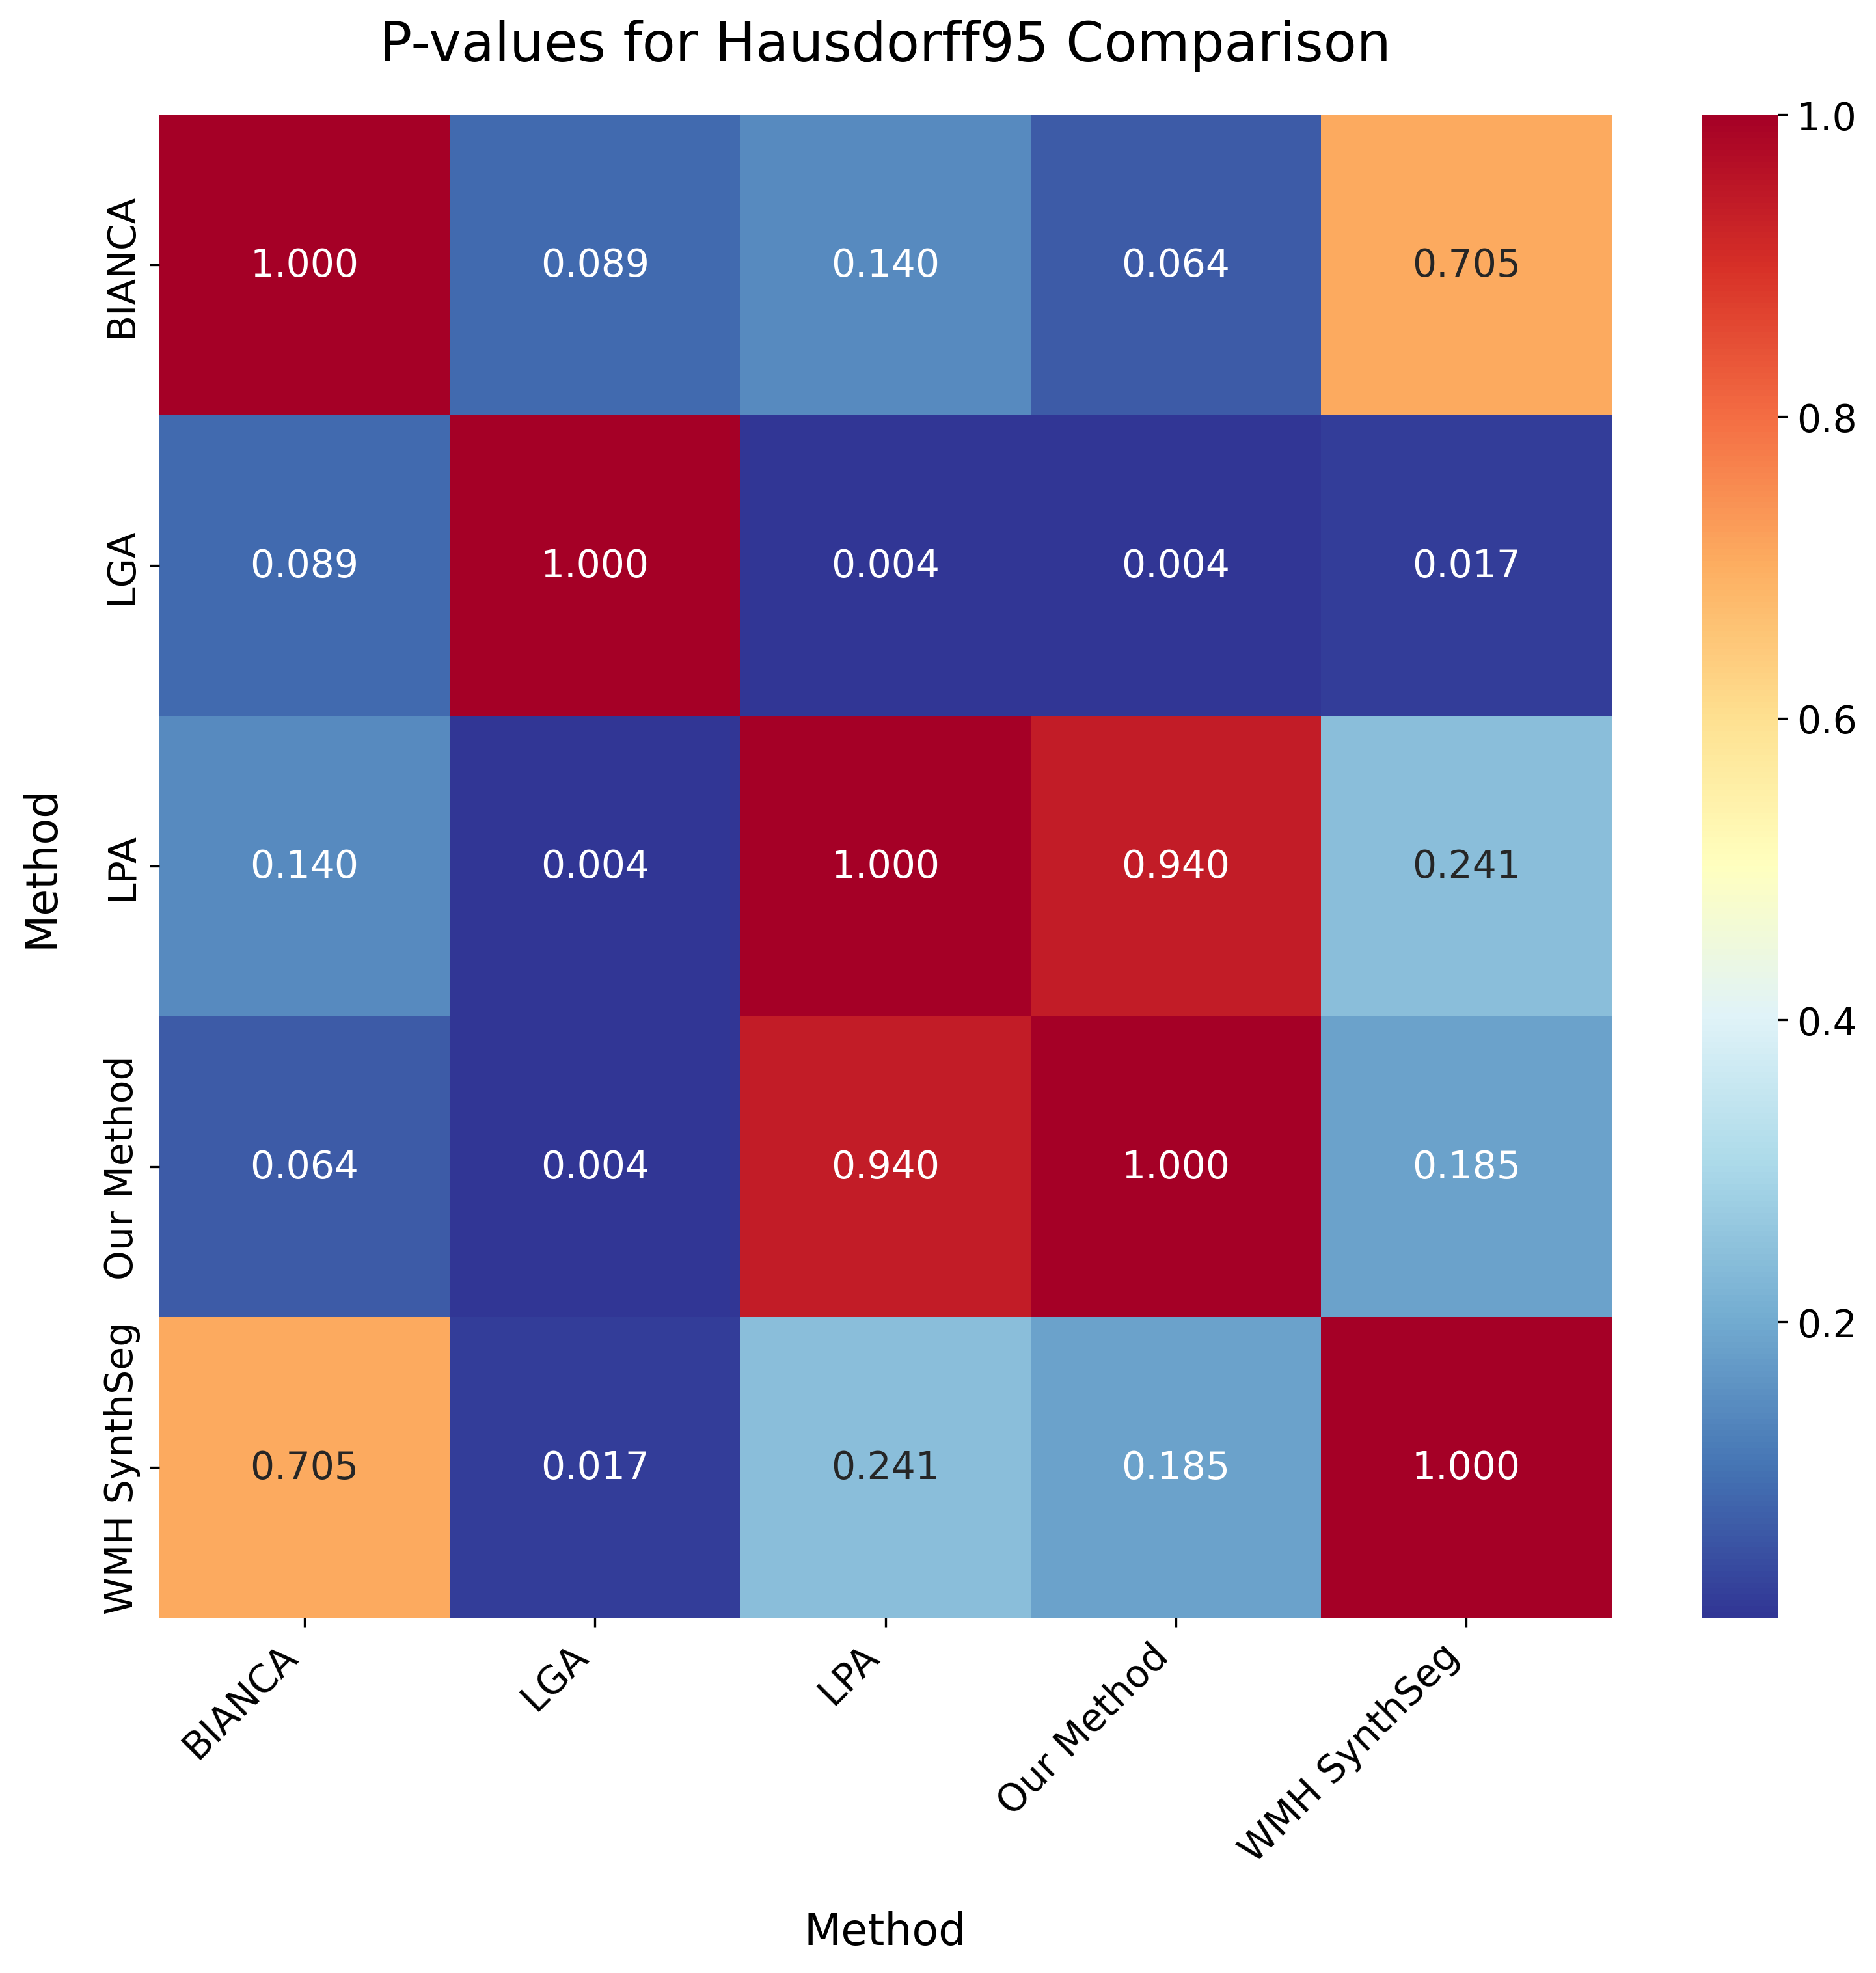 P-values for Hausdorff95 Comparison
Method
BIANCA 1.000 0.089 0.140 0.064 0.705
LGA 0.089 1.000 0.004 0.004 0.017
LPA 0.140 0.004 1.000 0.940 0.241
Our Method 0.064 0.004 0.940 1.000 0.185
WMH SynthSeg 0.705 0.017 0.241 0.185 1.000
BIANCA LGA LPA Our Method WMH SynthSeg
Method
1.0
0.8
0.6
0.4
0.2